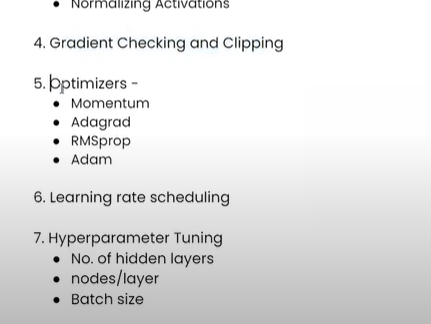 • Normalizing Activations
4. Gradient Checking and Clipping
5. Optimizers -
• Momentum
• Adagrad
• RMSprop
• Adam
6. Learning rate scheduling
7. Hyperparameter Tuning
• No. of hidden layers
• nodes/layer
• Batch size